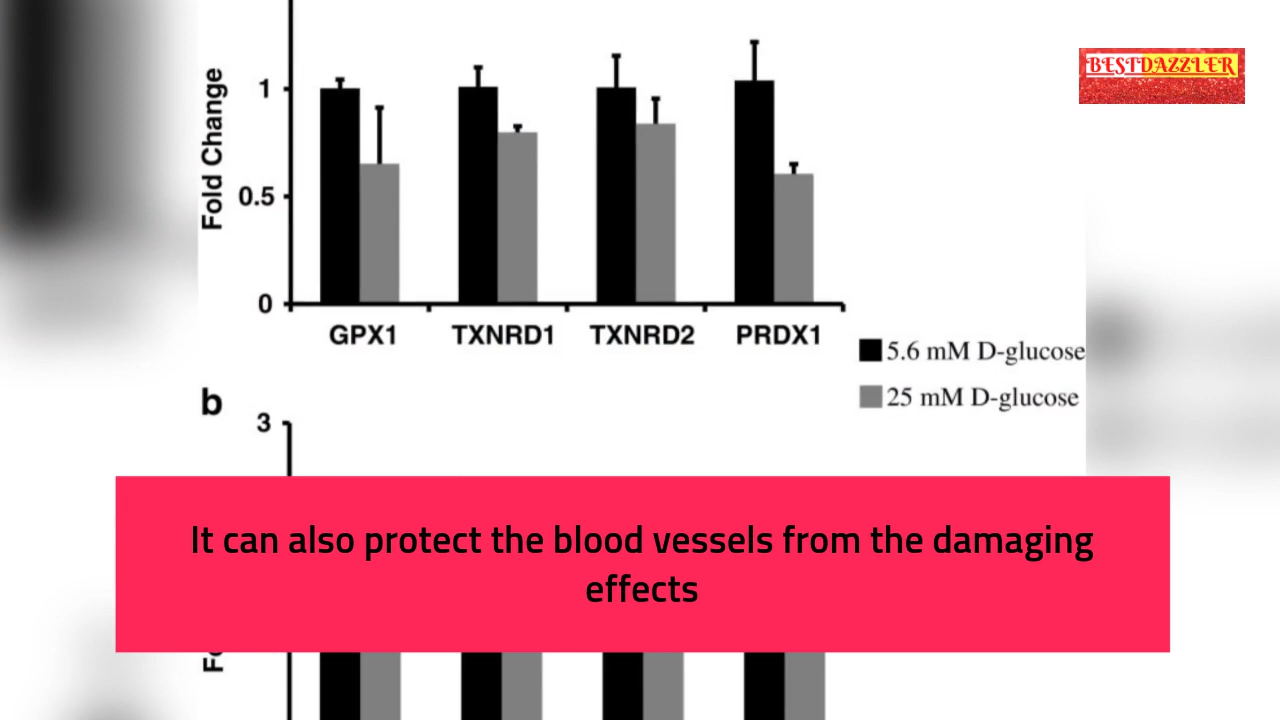 BESTDAZZLER
Fold Change
1
0.5
0
GPX1 TXNRD1 TXNRD2 PRDX1
5.6 mM D-glucose
25 mM D-glucose
b
3
It can also protect the blood vessels from the damaging
effects